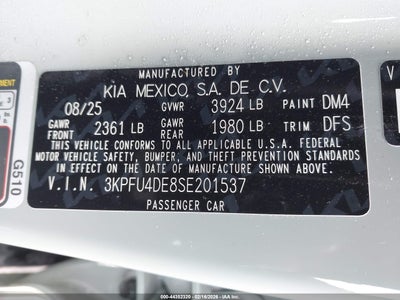 MANUFACTURED BY
KIA MEXICO, S.A. DE C.V.
08/25 GVWR 3924 LB PAINT DM4
GAWR FRONT 2361 LB GAWR REAR 1980 LB TRIM DFS
THIS VEHICLE CONFORMS TO ALL APPLICABLE U.S.A. FEDERAL
MOTOR VEHICLE SAFETY, BUMPER, AND THEFT PREVENTION STANDARDS
IN EFFECT ON THE DATE OF MANUFACTURE SHOWN ABOVE.
V.I.N. 3KPFU4DE8SE201537
PASSENGER CAR
G510
V
000-44352320 - 02/16/2026 - © IAA, LLC